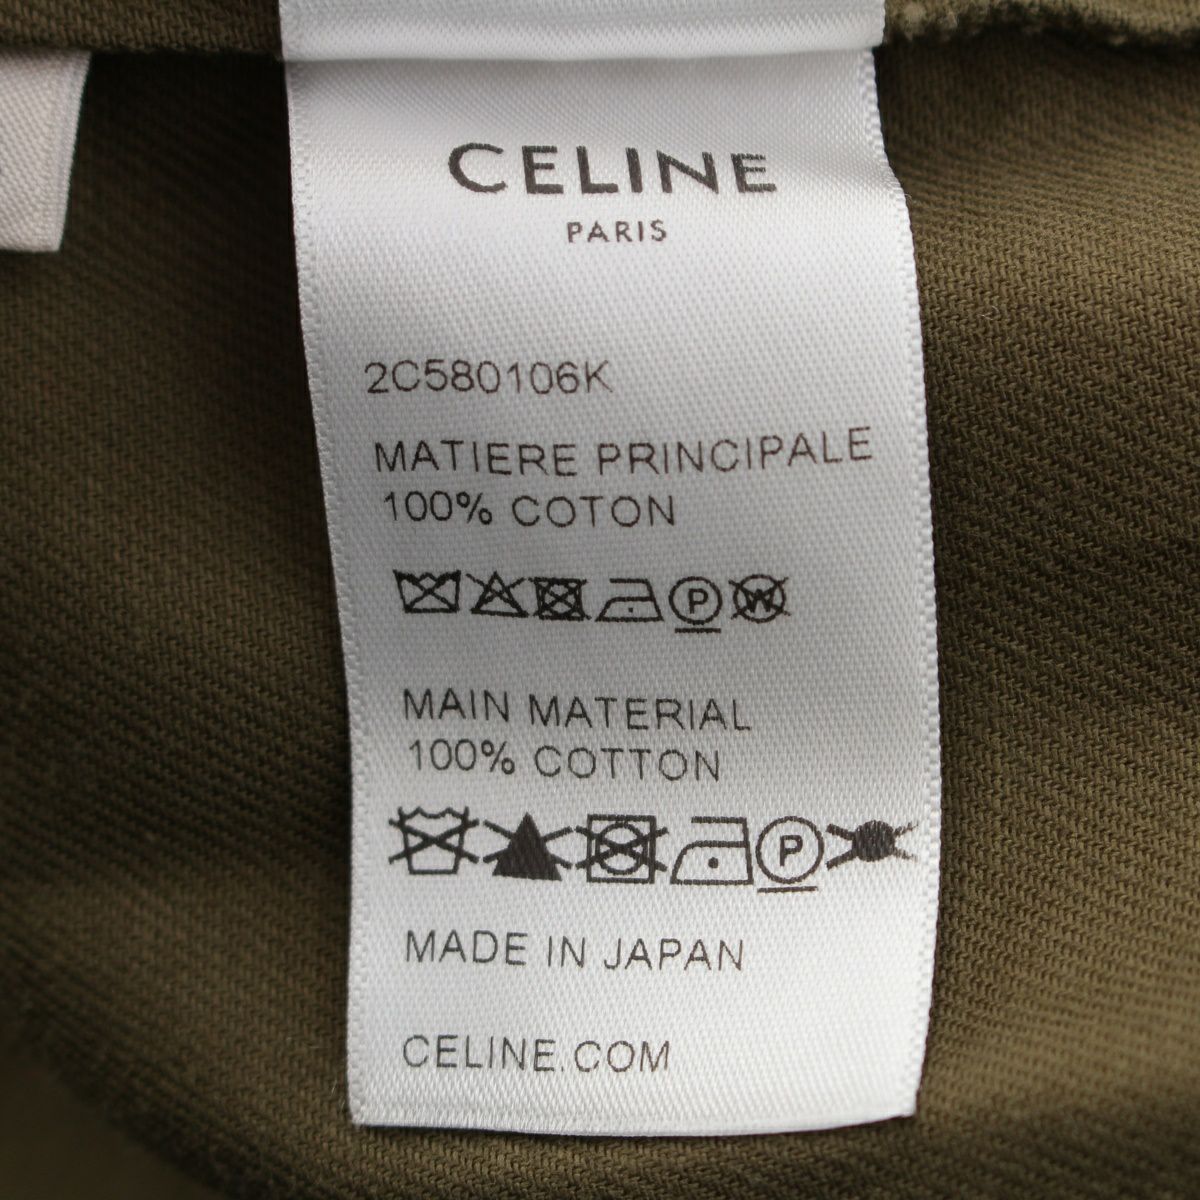 CELINE
PARIS
2C580106K
MATIERE PRINCIPALE
100% COTON
P W
MAIN MATERIAL
100% COTTON
P
MADE IN JAPAN
CELINE.COM